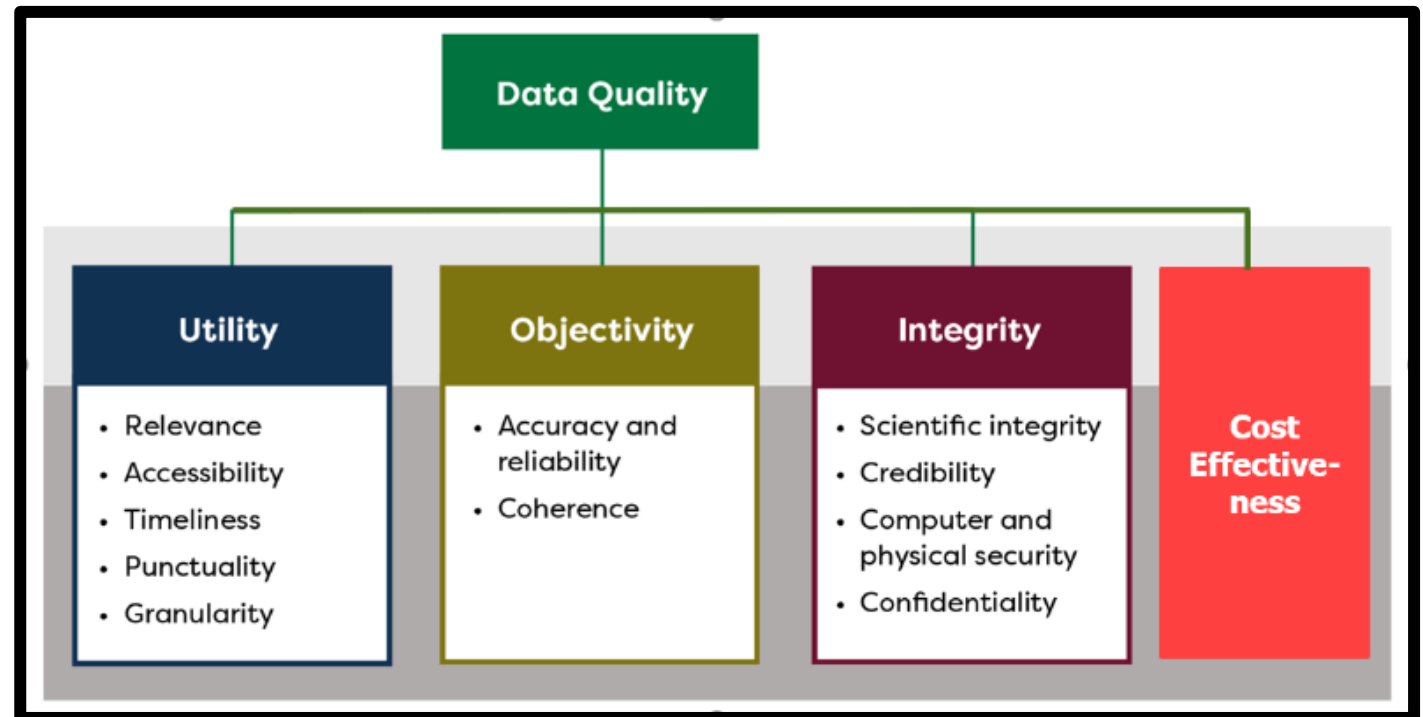 Data Quality
Utility
• Relevance
• Accessibility
• Timeliness
• Punctuality
• Granularity
Objectivity
• Accuracy and
reliability
• Coherence
Integrity
• Scientific integrity
• Credibility
• Computer and
physical security
• Confidentiality
Cost
Effective-
ness